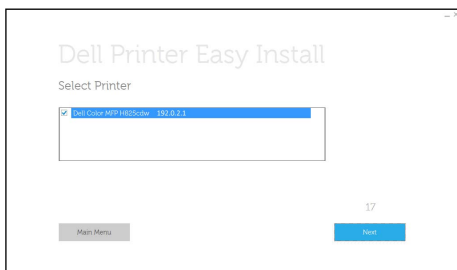 Dell Printer Easy Install
Select Printer
Dell Color MFP H825cdw 192.0.2.1
17
Main Menu Next